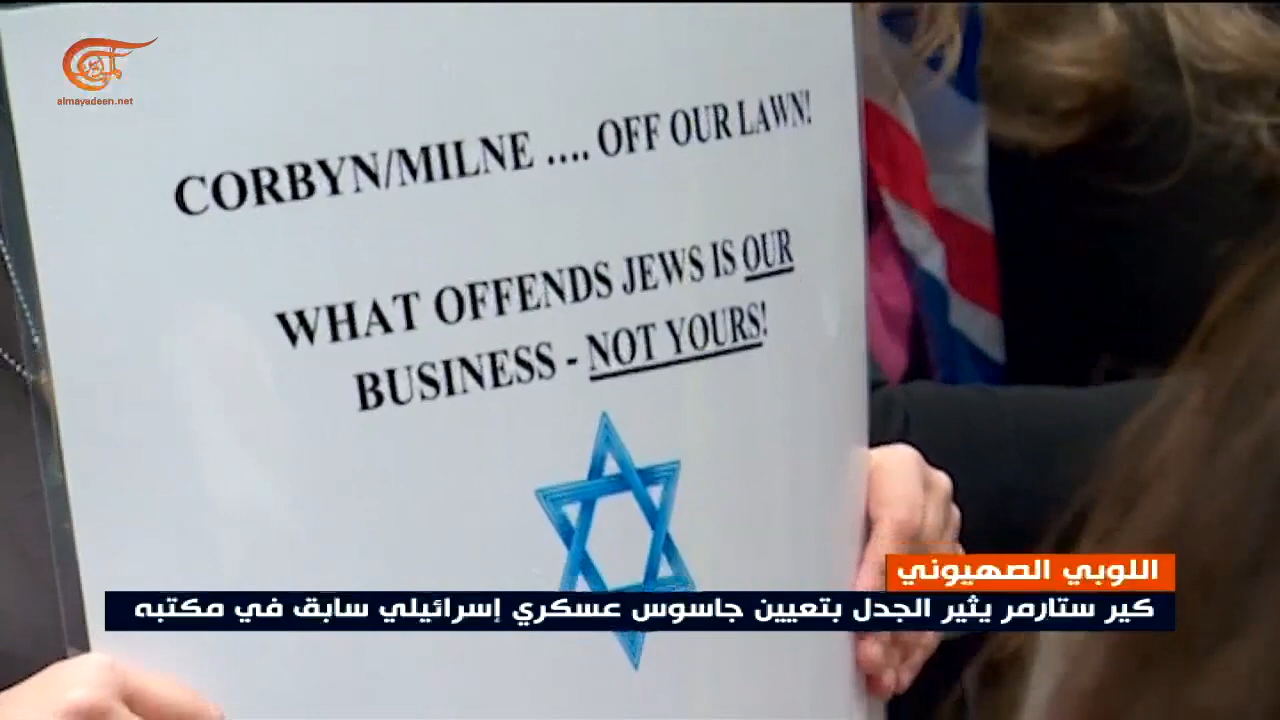 almayadeen.net
CORBYN/MILNE .... OFF OUR LAWN!
WHAT OFFENDS JEWS IS OUR
BUSINESS - NOT YOURS!
اللوبي الصهيوني
كير ستارمر يثير الجدل بتعيين جاسوس عسكري إسرائيلي سابق في مكتبه